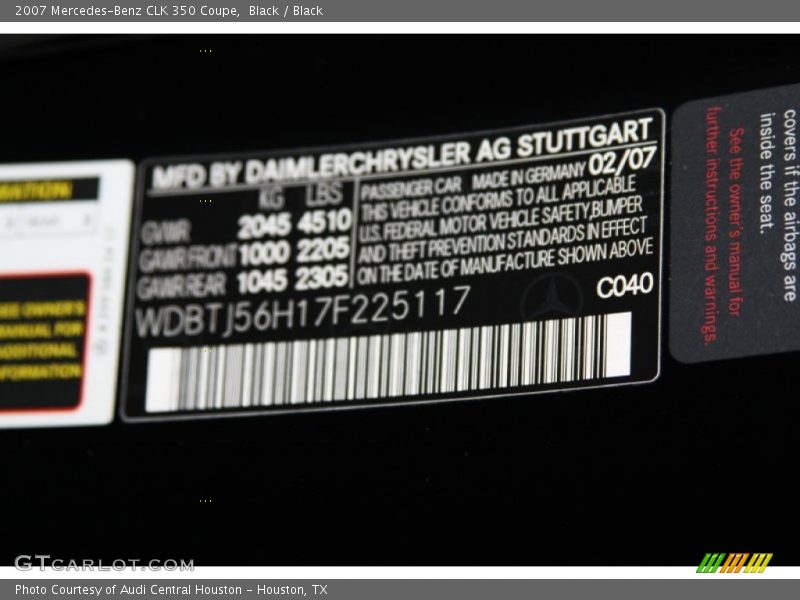 2007 Mercedes-Benz CLK 350 Coupe, Black / Black
MFD BY DAIMLERCHRYSLER AG STUTTGART
KG LBS
GVWR 2045 4510
GAWR FRONT 1000 2205
GAWR REAR 1045 2305
PASSENGER CAR MADE IN GERMANY 02/07
THIS VEHICLE CONFORMS TO ALL APPLICABLE
U.S. FEDERAL MOTOR VEHICLE SAFETY,BUMPER
AND THEFT PREVENTION STANDARDS IN EFFECT
ON THE DATE OF MANUFACTURE SHOWN ABOVE
C040
WDBTJ56H17F225117
SEE OWNER'S
MANUAL FOR
ADDITIONAL
INFORMATION
covers if the airbags are
inside the seat.
See the owner's manual for
further instructions and warnings.
GTCARLOT.COM
Photo Courtesy of Audi Central Houston - Houston, TX